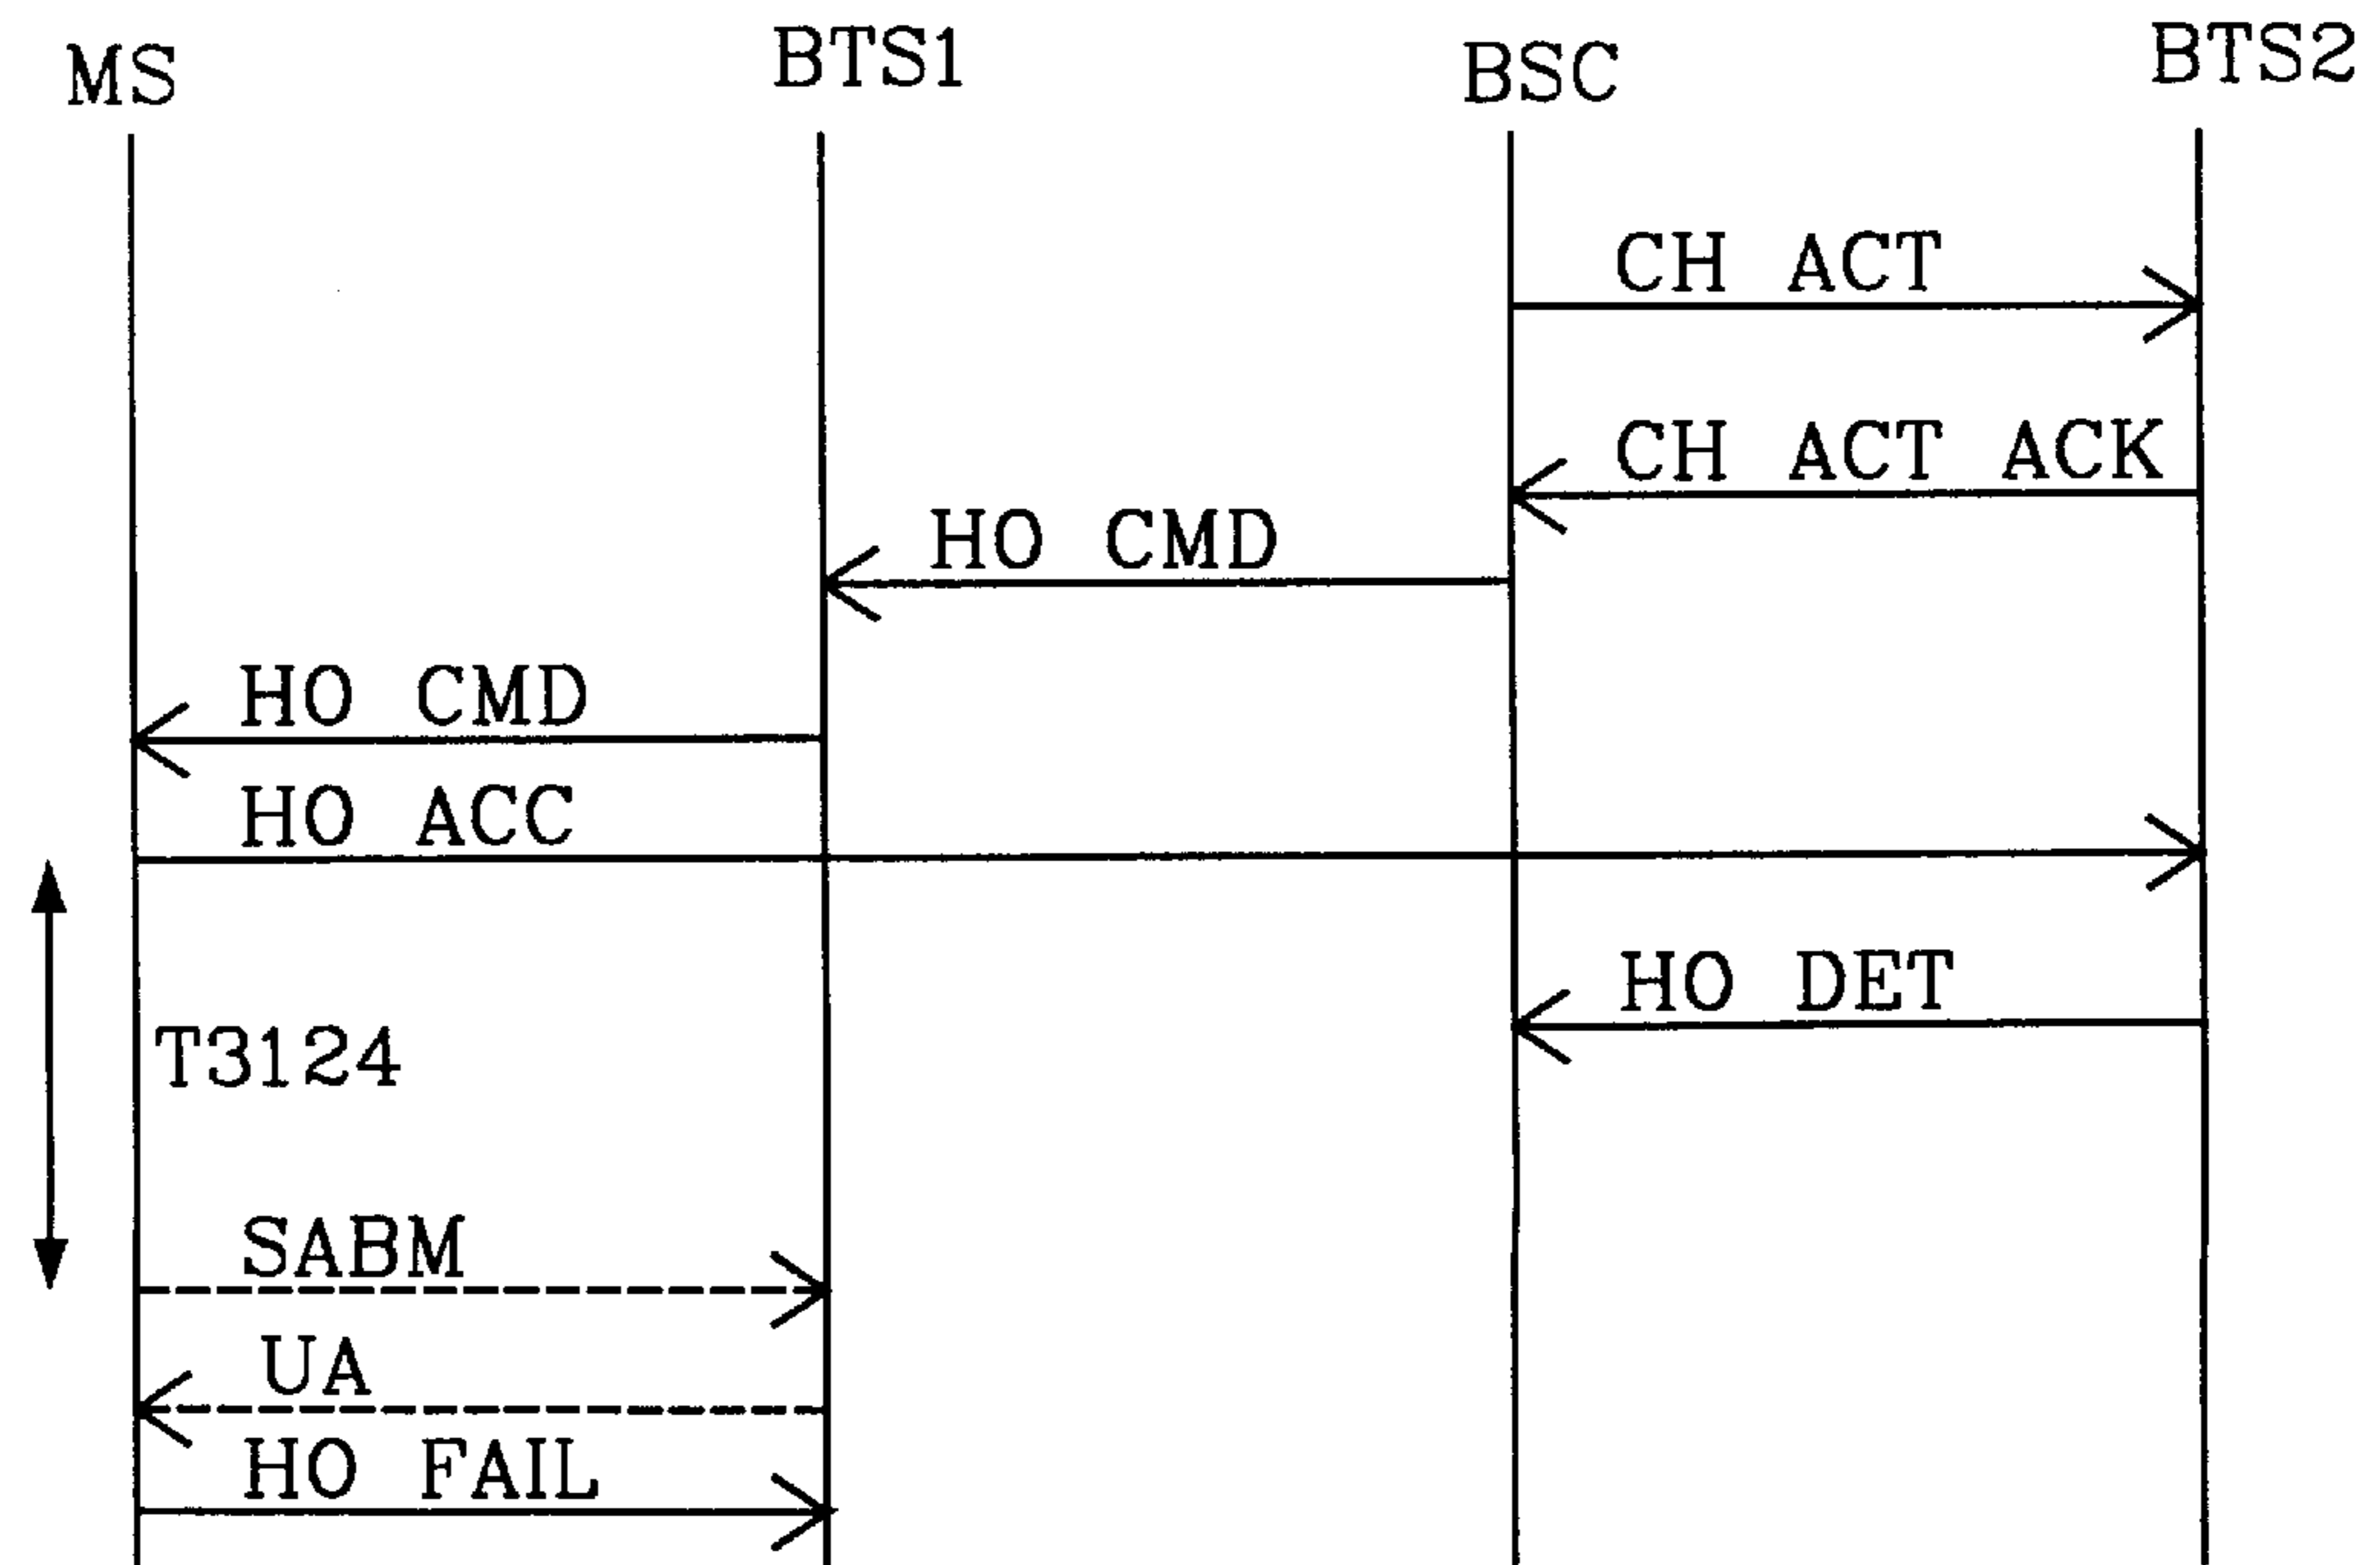 MS
BTS1
BSC
BTS2
CH ACT
CH ACT ACK
HO CMD
HO CMD
HO ACC
HO DET
T3124
SABM
UA
HO FAIL